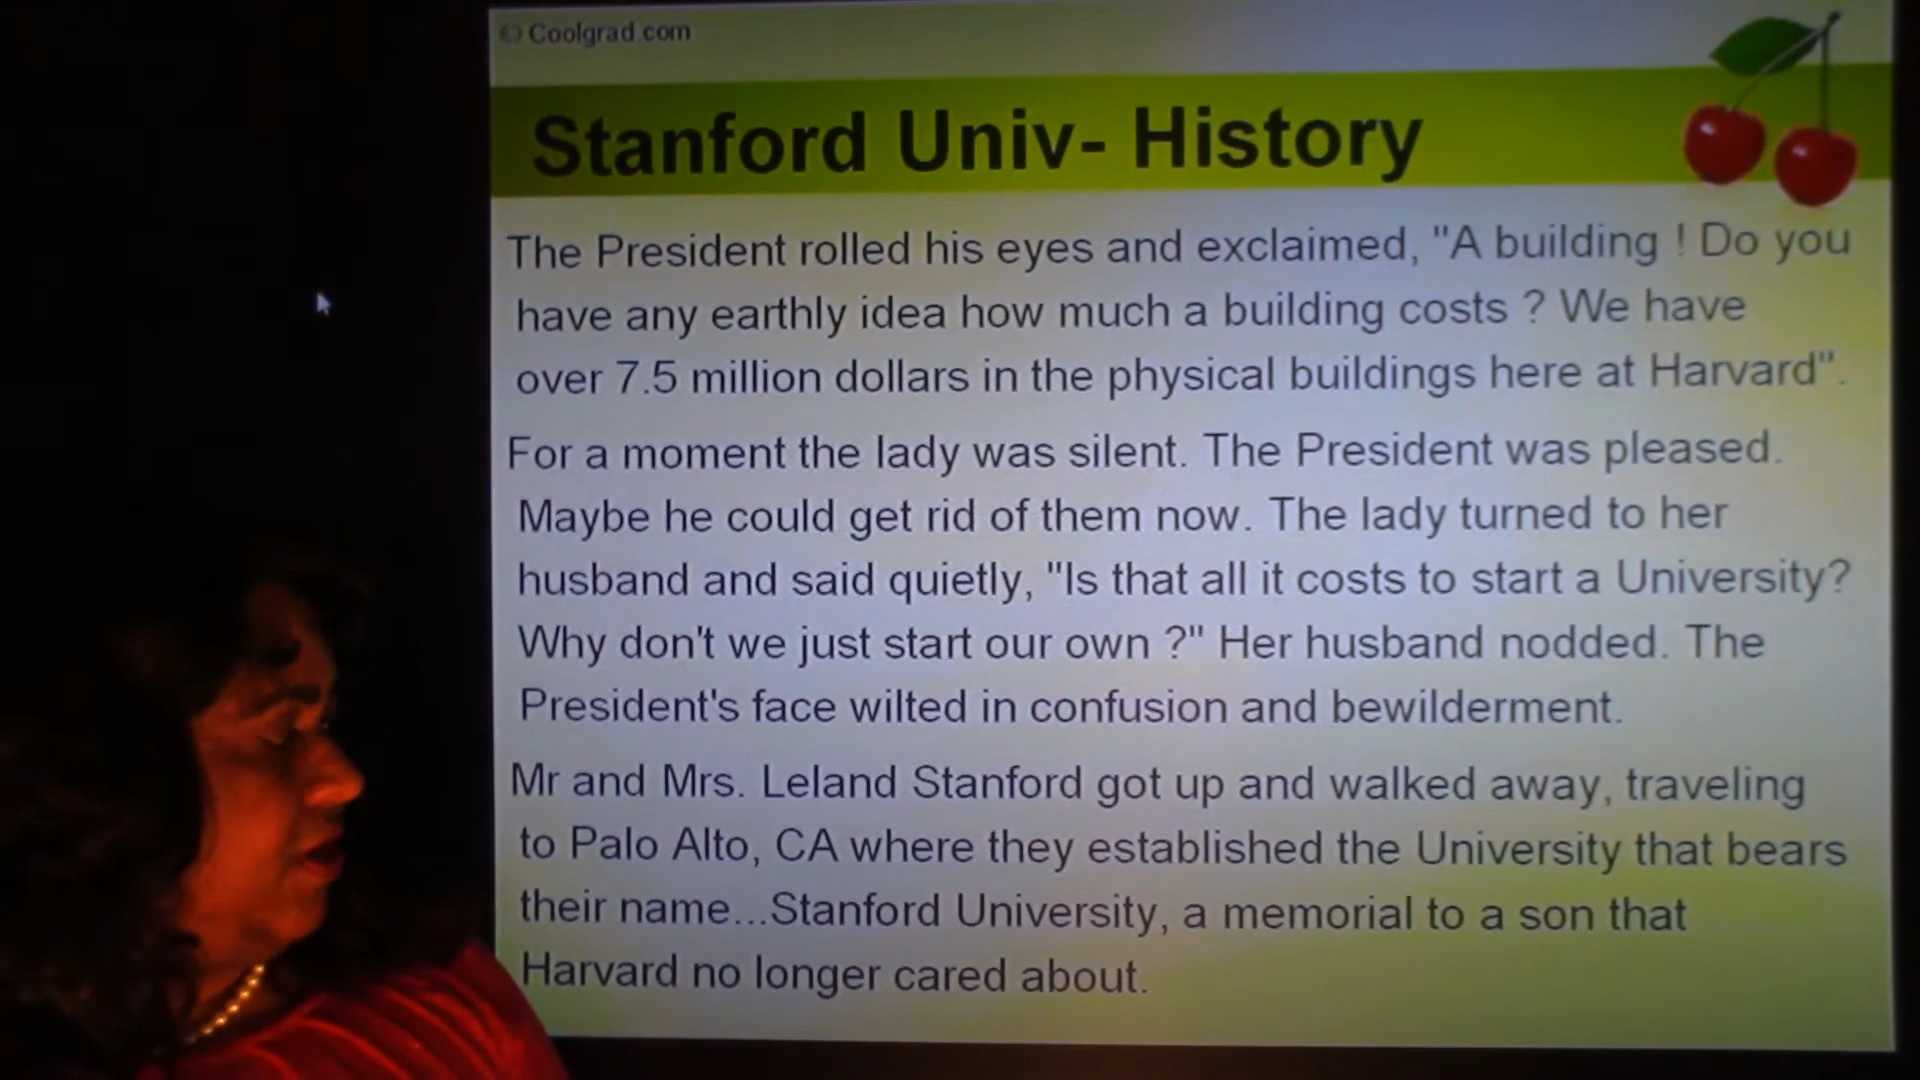 © Coolgrad.com
Stanford Univ- History
The President rolled his eyes and exclaimed, "A building ! Do you
have any earthly idea how much a building costs ? We have
over 7.5 million dollars in the physical buildings here at Harvard".
For a moment the lady was silent. The President was pleased.
Maybe he could get rid of them now. The lady turned to her
husband and said quietly, "Is that all it costs to start a University?
Why don't we just start our own ?" Her husband nodded. The
President's face wilted in confusion and bewilderment.
Mr and Mrs. Leland Stanford got up and walked away, traveling
to Palo Alto, CA where they established the University that bears
their name...Stanford University, a memorial to a son that
Harvard no longer cared about.